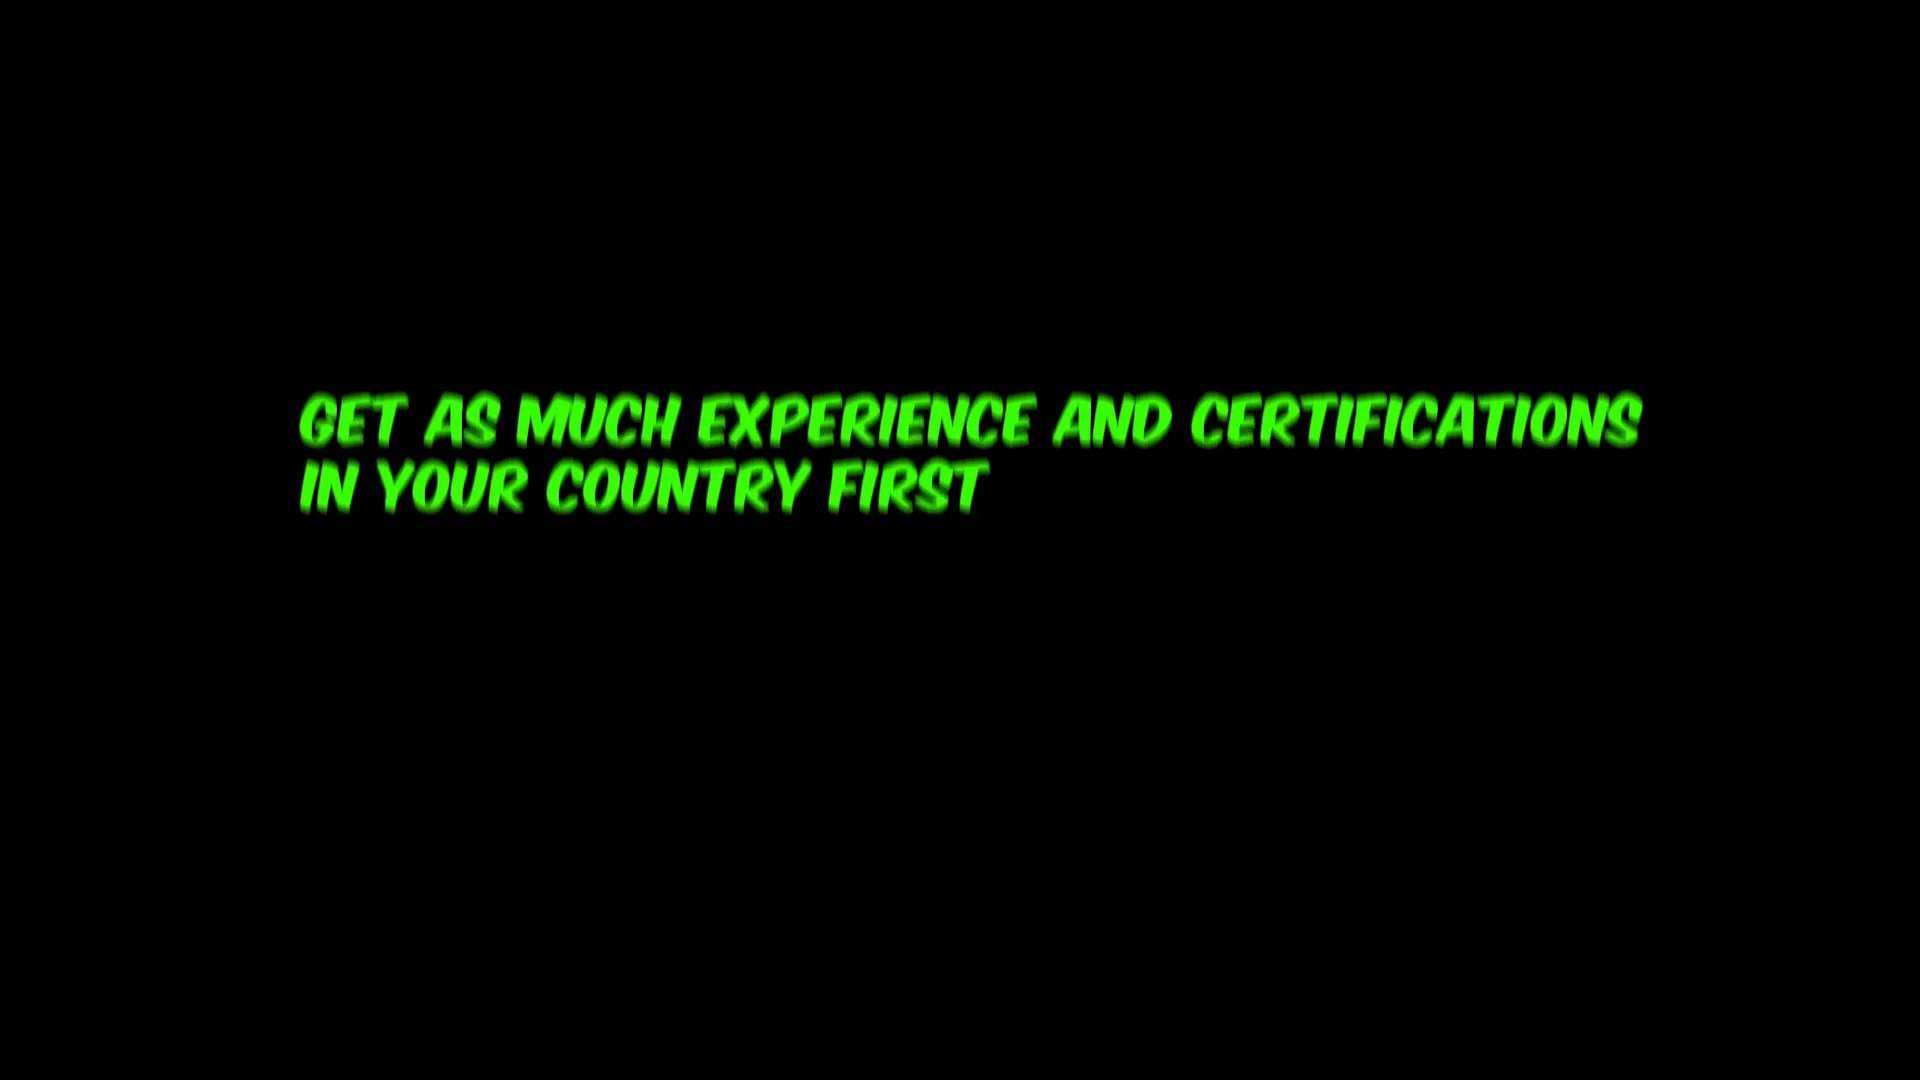 GET AS MUCH EXPERIENCE AND CERTIFICATIONS
IN YOUR COUNTRY FIRST